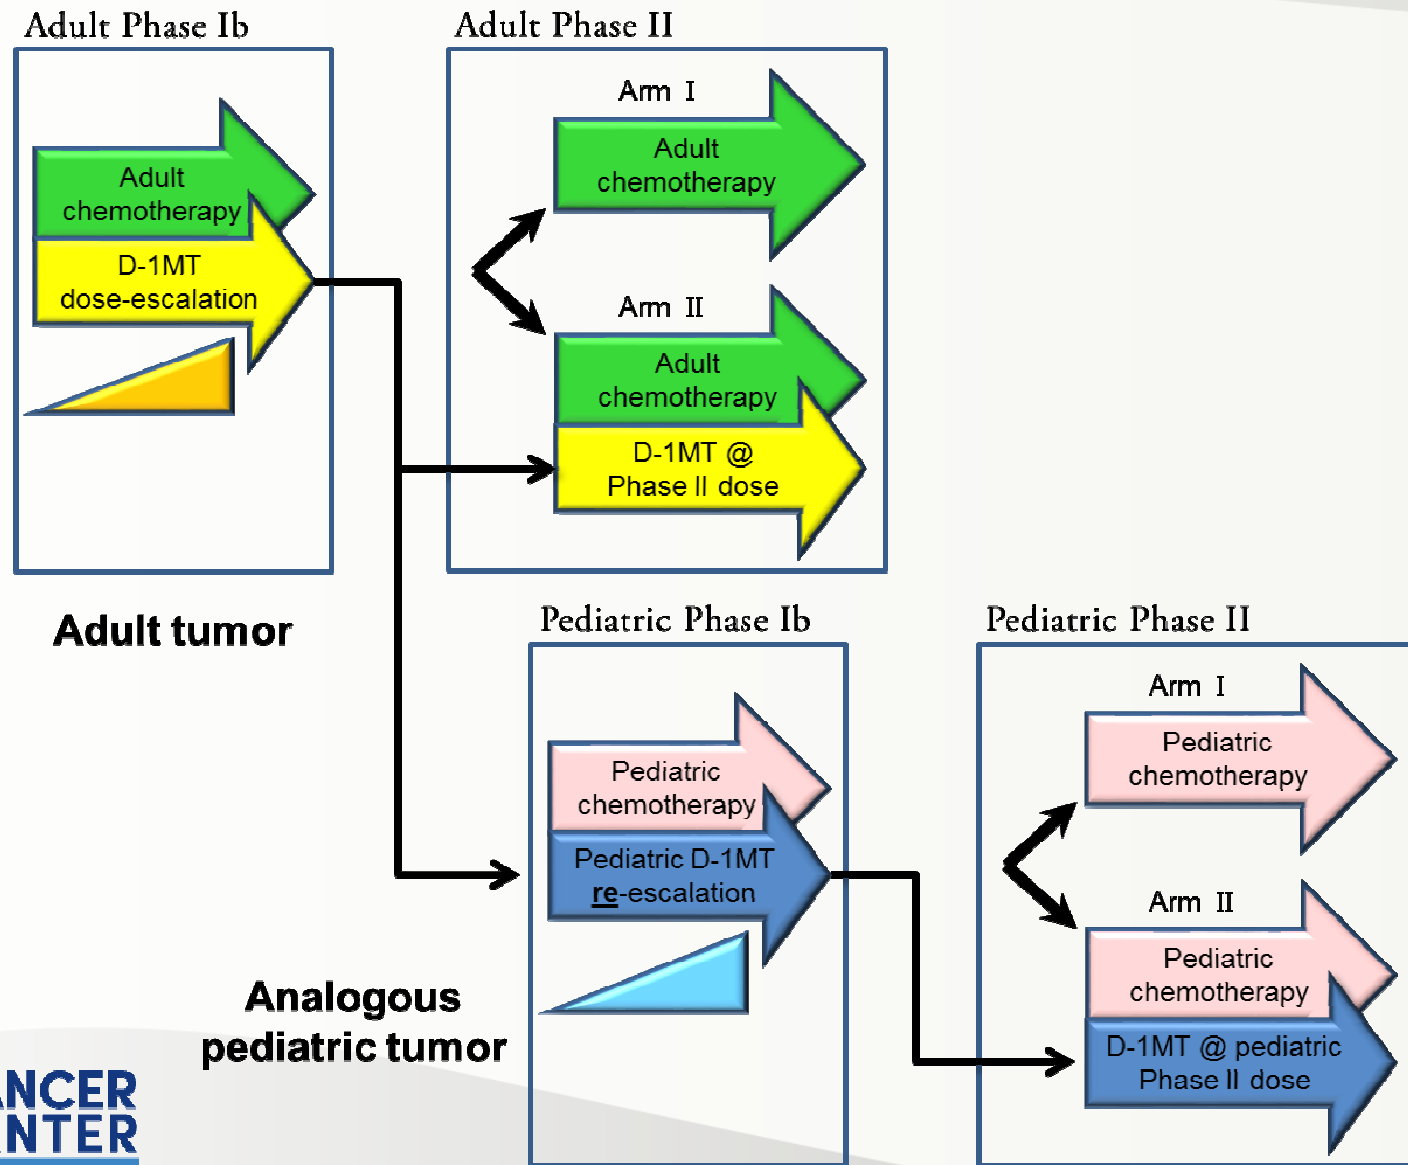 Adult Phase Ib
Adult
chemotherapy
D-1MT
dose-escalation
Adult Phase II
Arm I
Adult
chemotherapy
Arm II
Adult
chemotherapy
D-1MT @
Phase II dose
Adult tumor
Pediatric Phase Ib
Pediatric
chemotherapy
Pediatric D-1MT
re-escalation
Analogous
pediatric tumor
Pediatric Phase II
Arm I
Pediatric
chemotherapy
Arm II
Pediatric
chemotherapy
D-1MT @ pediatric
Phase II dose
ANCER
NTER